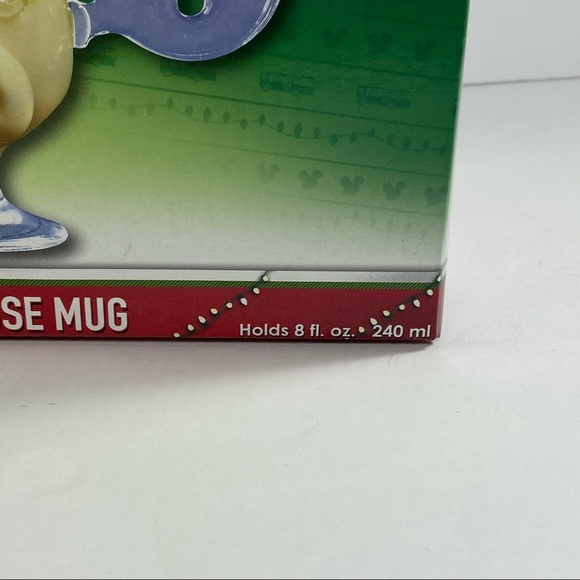 SE MUG
Holds 8 fl. oz. • 240 ml